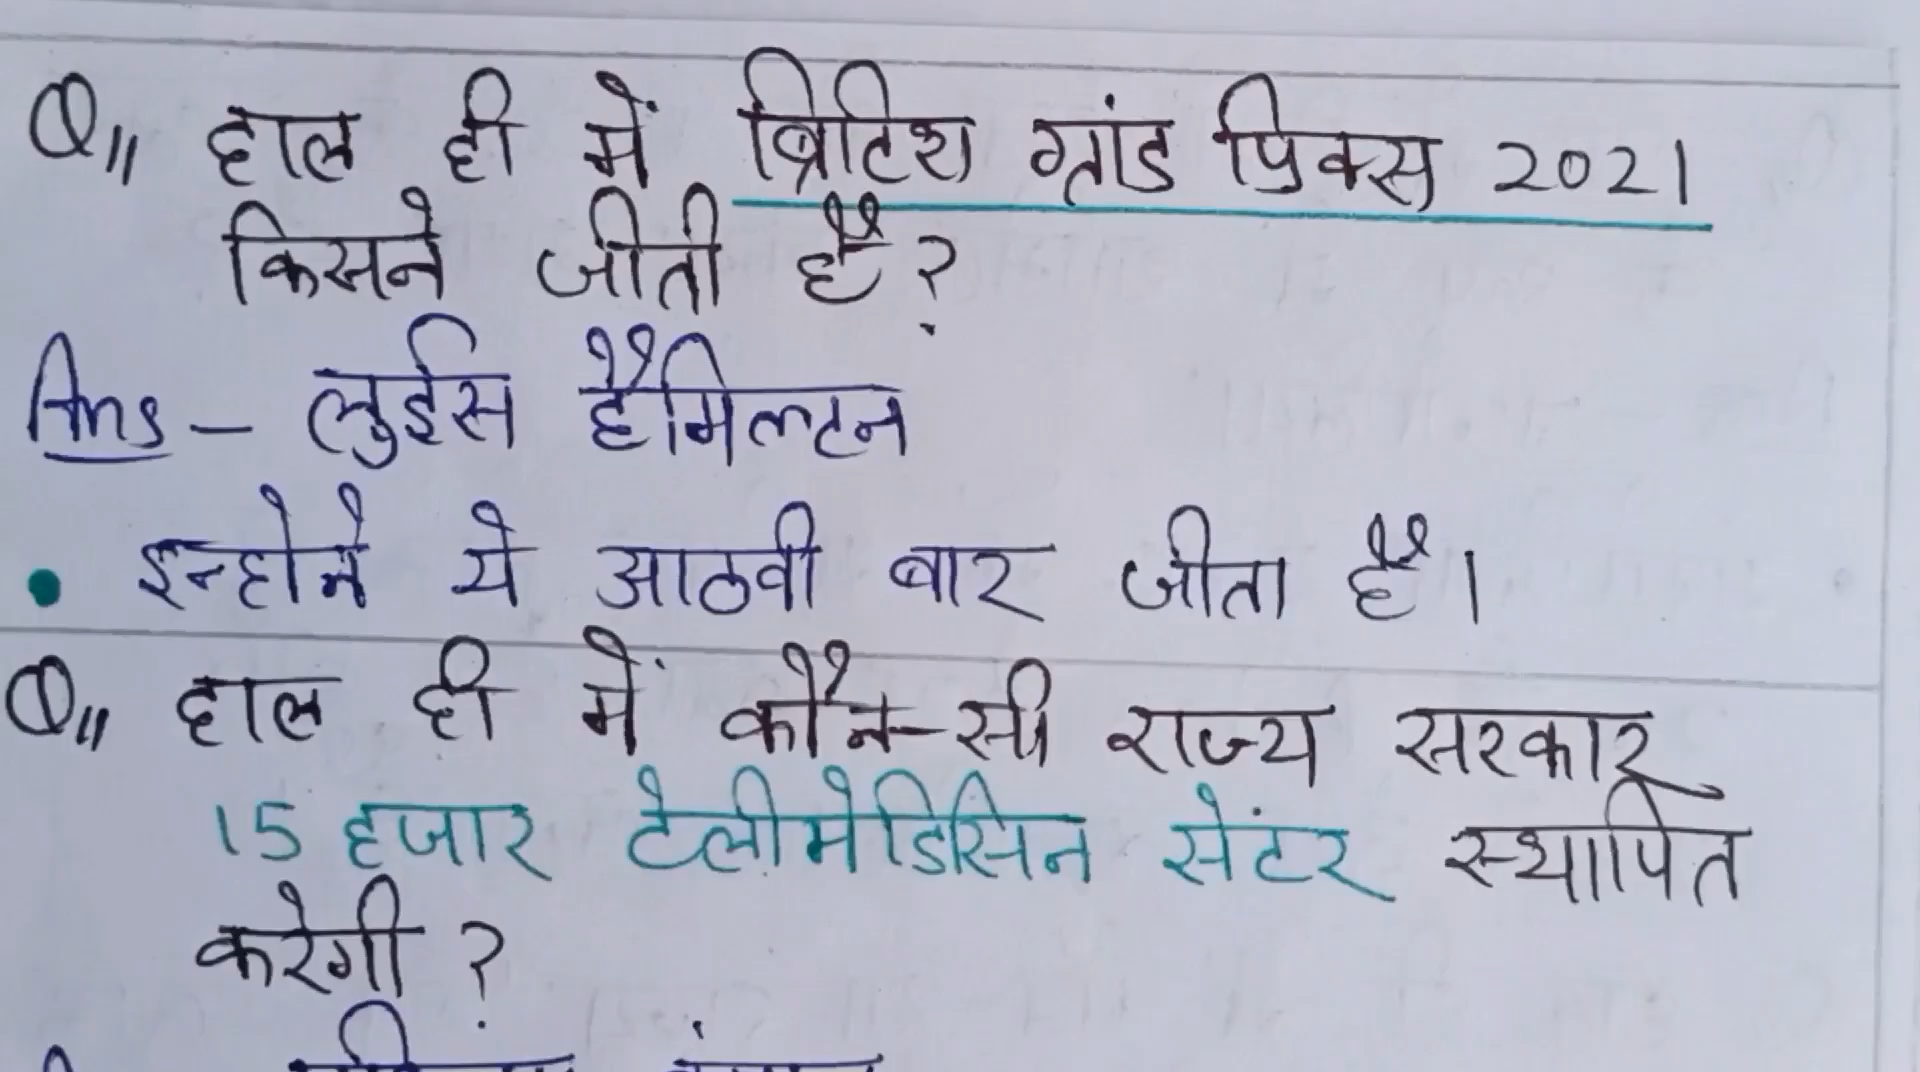 Q॥ हाल ही में ब्रिटिश ग्रांड प्रिक्स 2021
किसने जीती है?
Ans - लुईस हैमिल्टन
• इन्होने ये आठवी बार जीता है।
Q॥ हाल ही में कौन-सी राज्य सरकार
15 हजार टेलीमेडिसिन सेंटर स्थापित
करेगी?